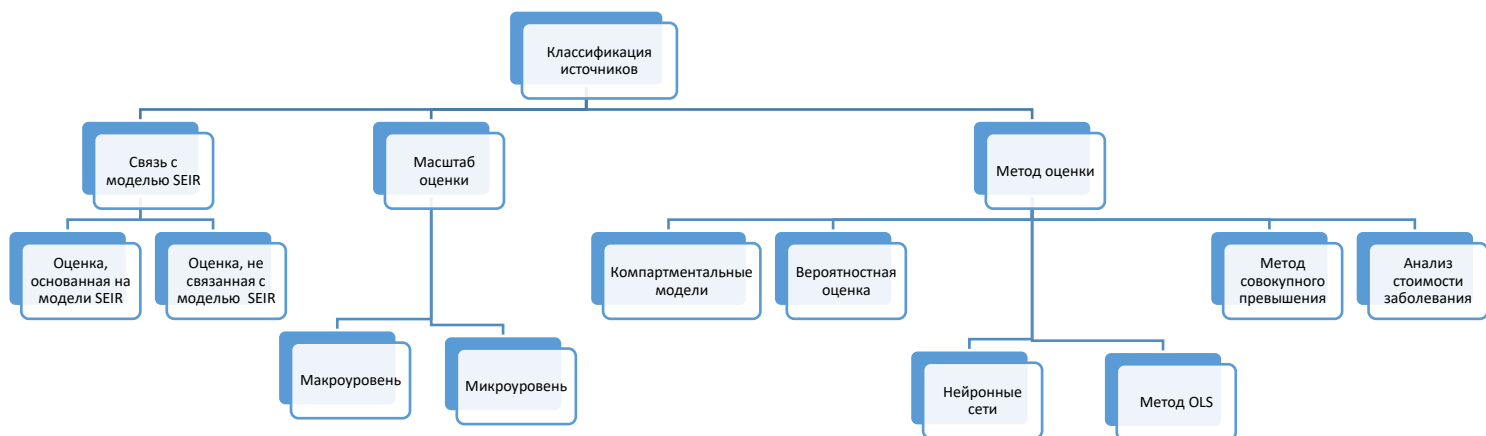 Классификация
источников
Связь с
моделью SEIR
Масштаб
оценки
Метод оценки
Оценка,
основанная на
модели SEIR
Оценка, не
связанная с
моделью SEIR
Компартментальные
модели
Вероятностная
оценка
Метод
совокупного
превышения
Анализ
стоимости
заболевания
Макроуровень
Микроуровень
Нейронные
сети
Метод OLS